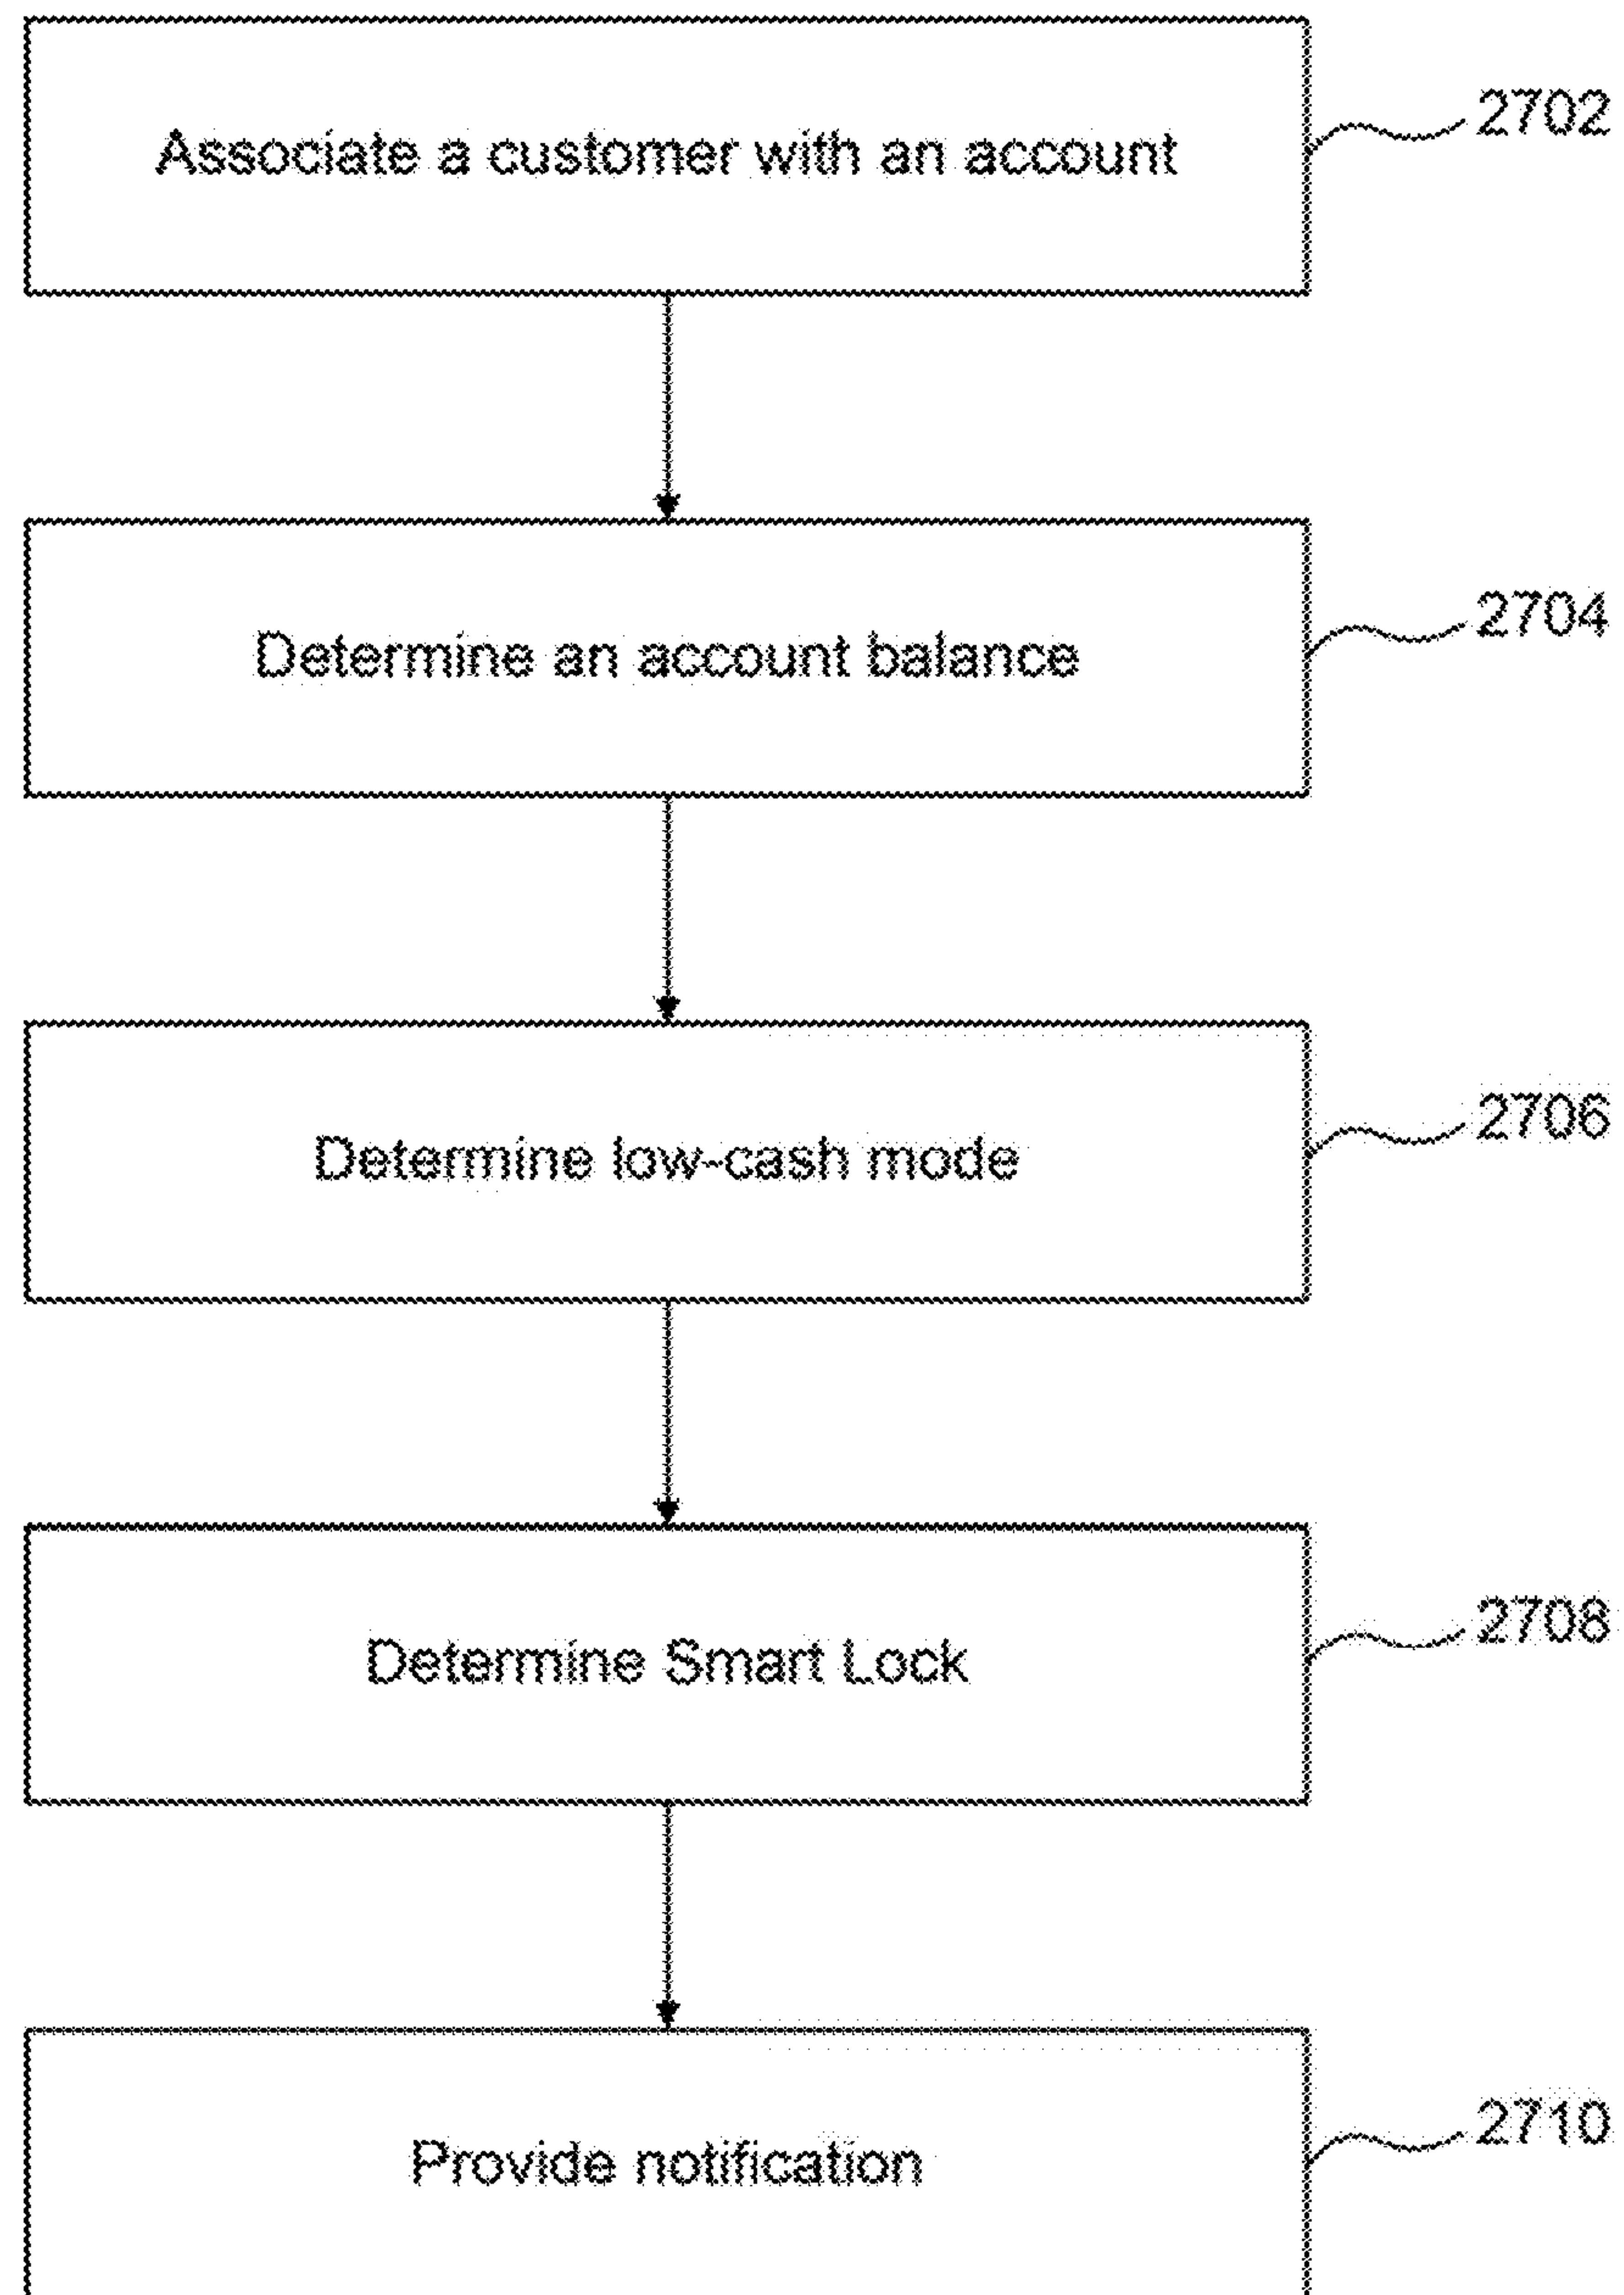 Associate a customer with an account
2702
Determine an account balance
2704
Determine low-cash mode
2706
Determine Smart Lock
2708
Provide notification
2710